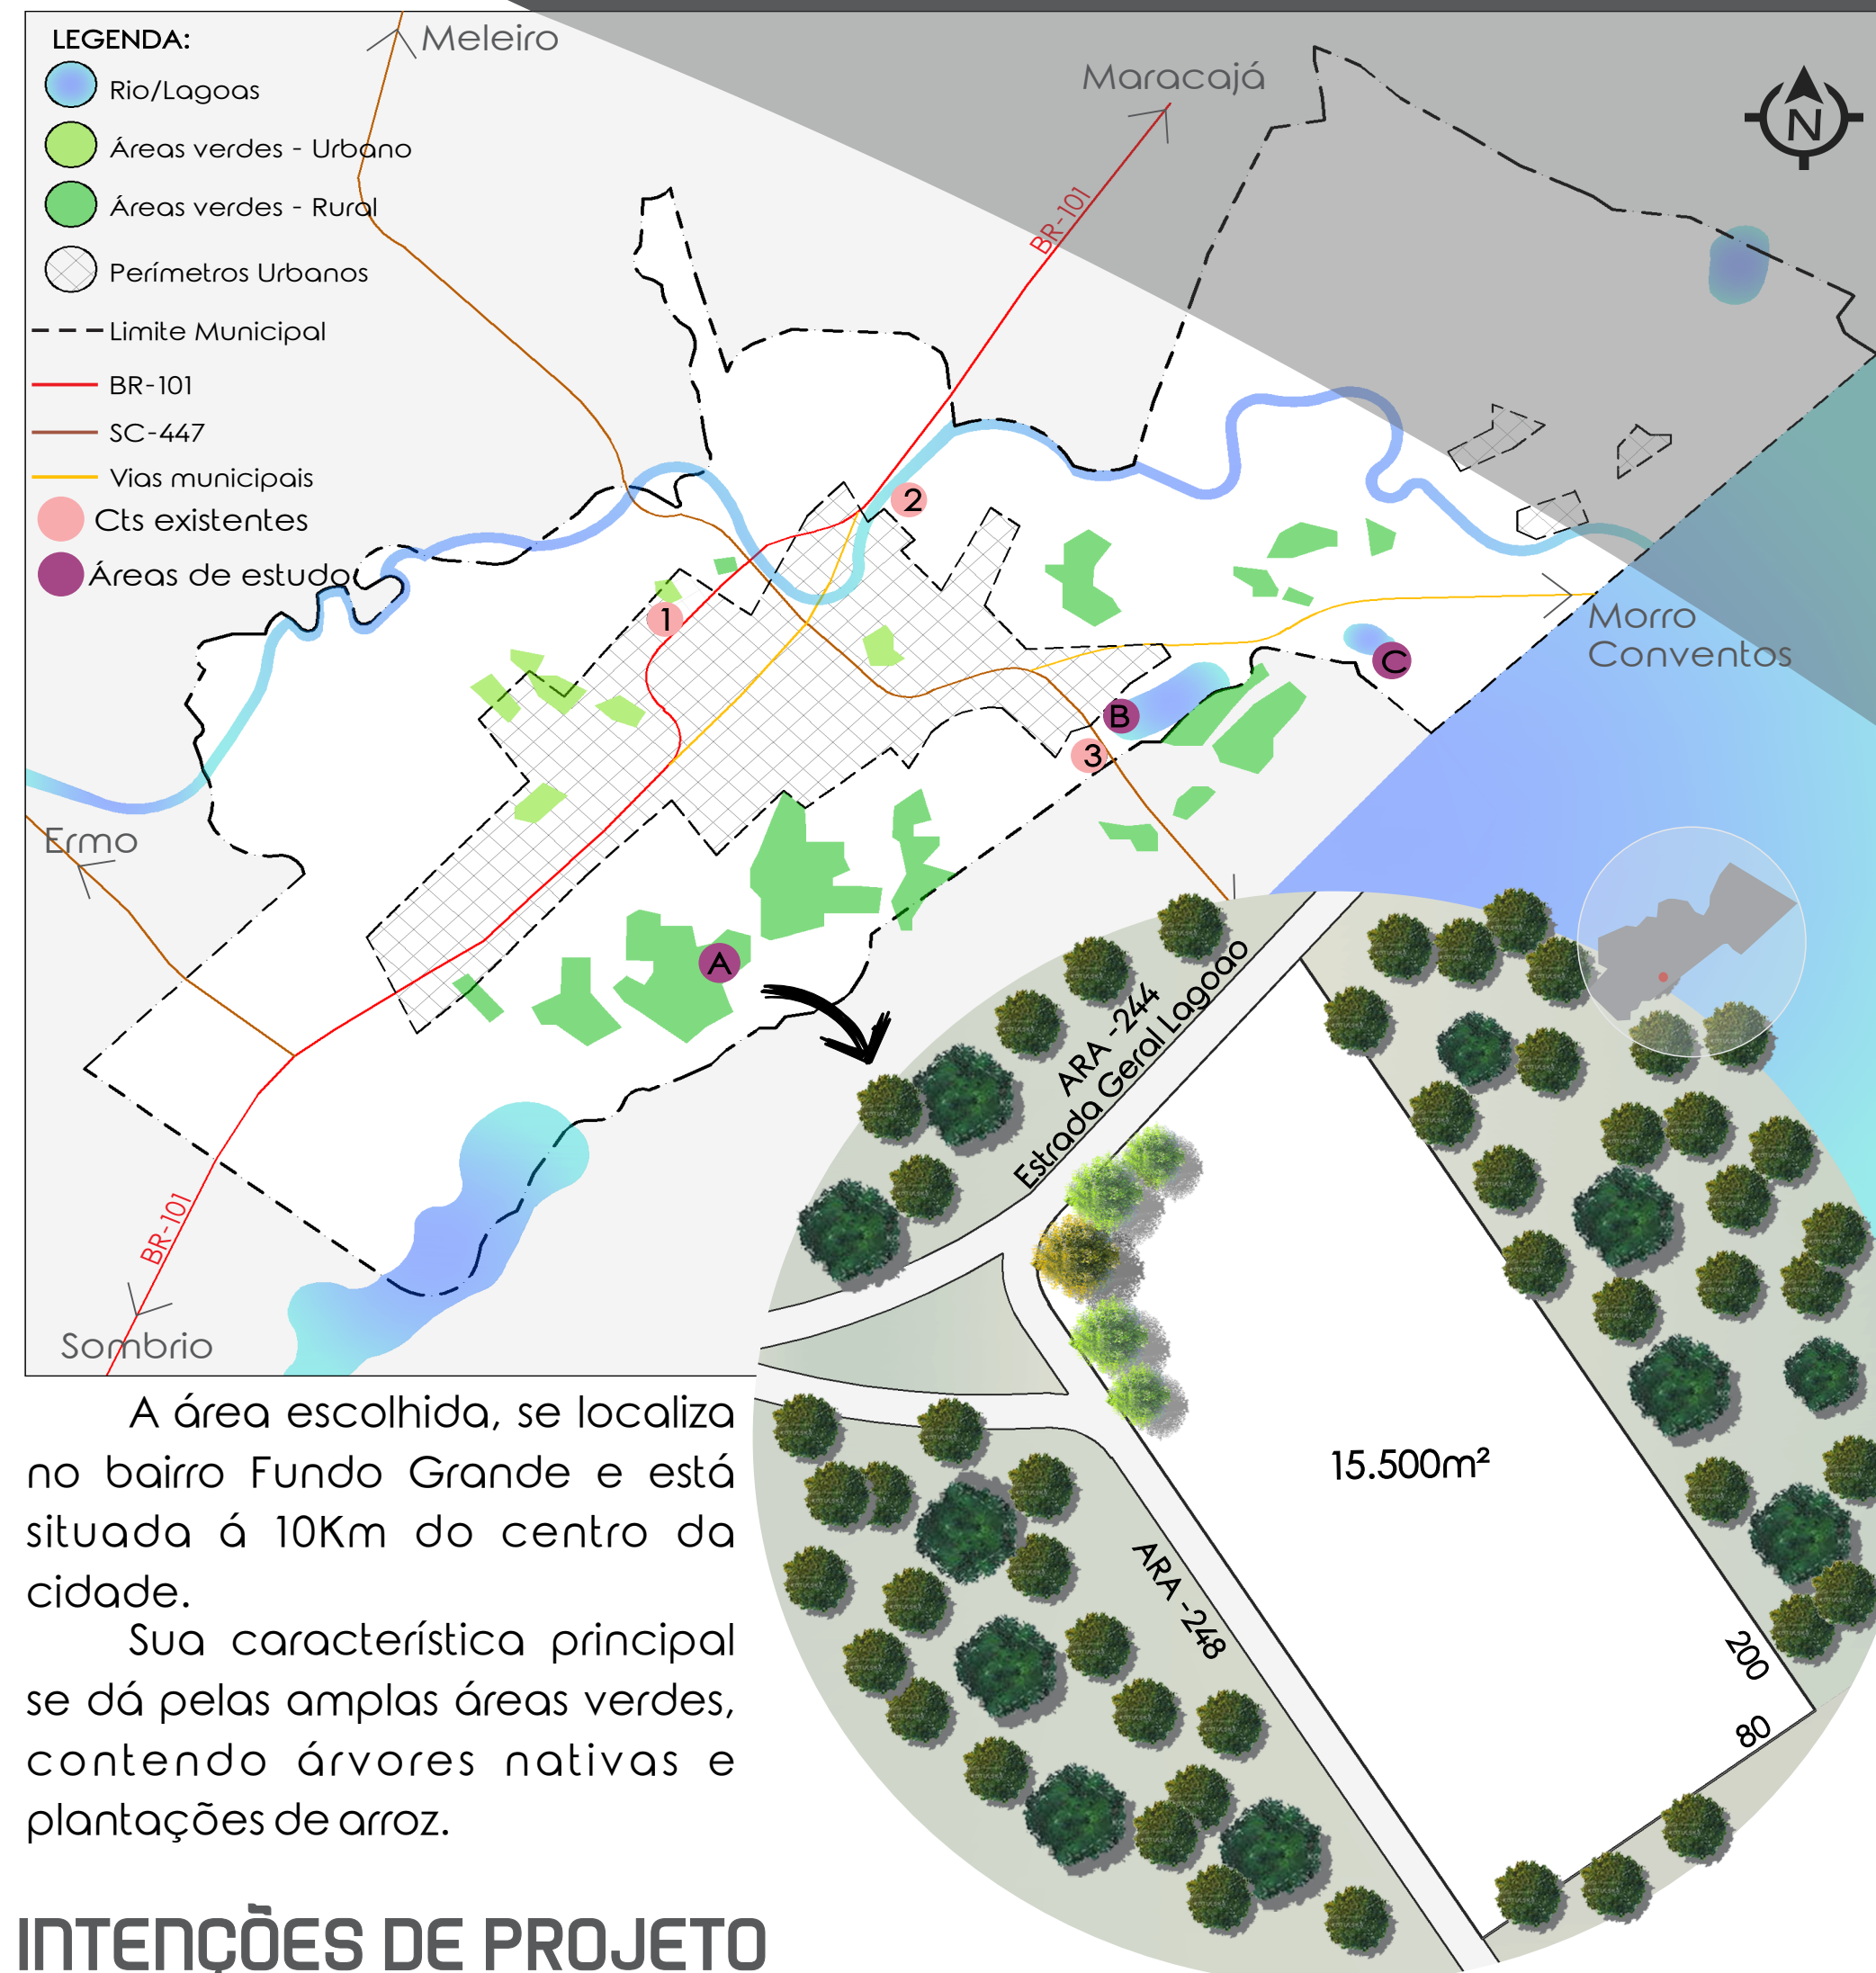 LEGENDA:
Rio/Lagoas
Áreas verdes - Urbano
Áreas verdes - Rural
Perímetros Urbanos
Limite Municipal
BR-101
SC-447
Vias municipais
Cts existentes
Áreas de estudo
Meleiro
Maracajá
N
BR-101
2
1
C
Morro
Conventos
B
3
Ermo
A
BR-101
Sombrio
ARA -244
Estrada Geral Lagoao
15.500m²
ARA -248
200
80
A área escolhida, se localiza
no bairro Fundo Grande e está
situada á 10Km do centro da
cidade.
Sua característica principal
se dá pelas amplas áreas verdes,
contendo árvores nativas e
plantações de arroz.
INTENÇÕES DE PROJETO